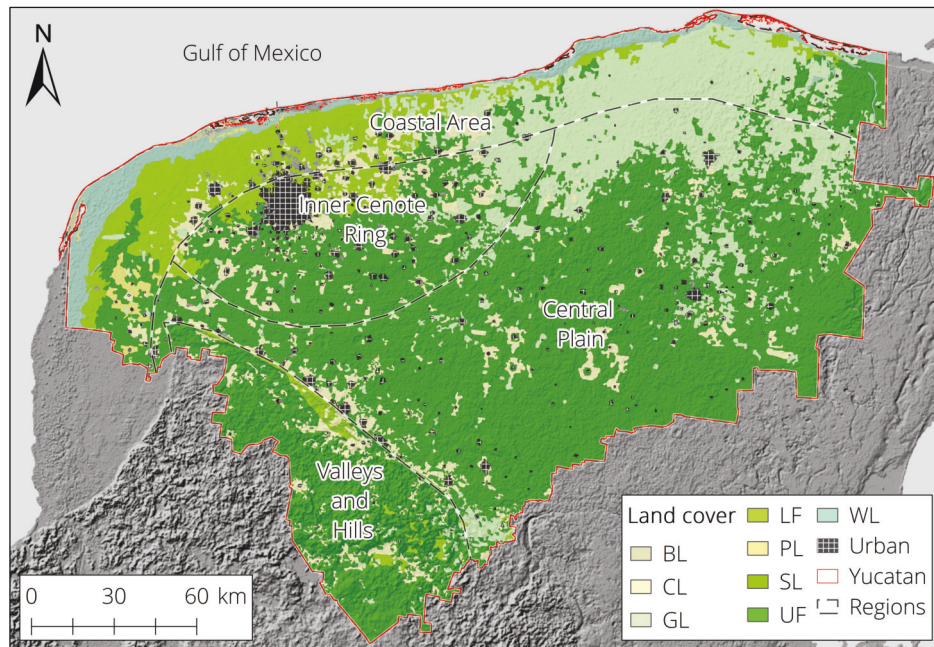 N
Gulf of Mexico
Coastal Area
Inner Cenote
Ring
Central
Plain
Valleys
and
Hills
0 30 60 km
Land cover
BL
CL
GL
LF
PL
SL
UF
WL
Urban
Yucatan
Regions